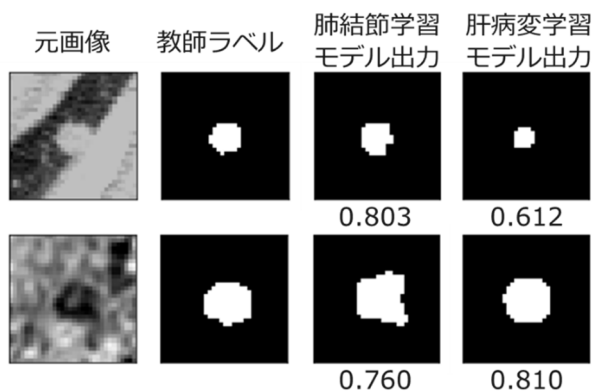 元画像
教師ラベル
肺結節学習
モデル出力
肝病変学習
モデル出力
0.803
0.612
0.760
0.810